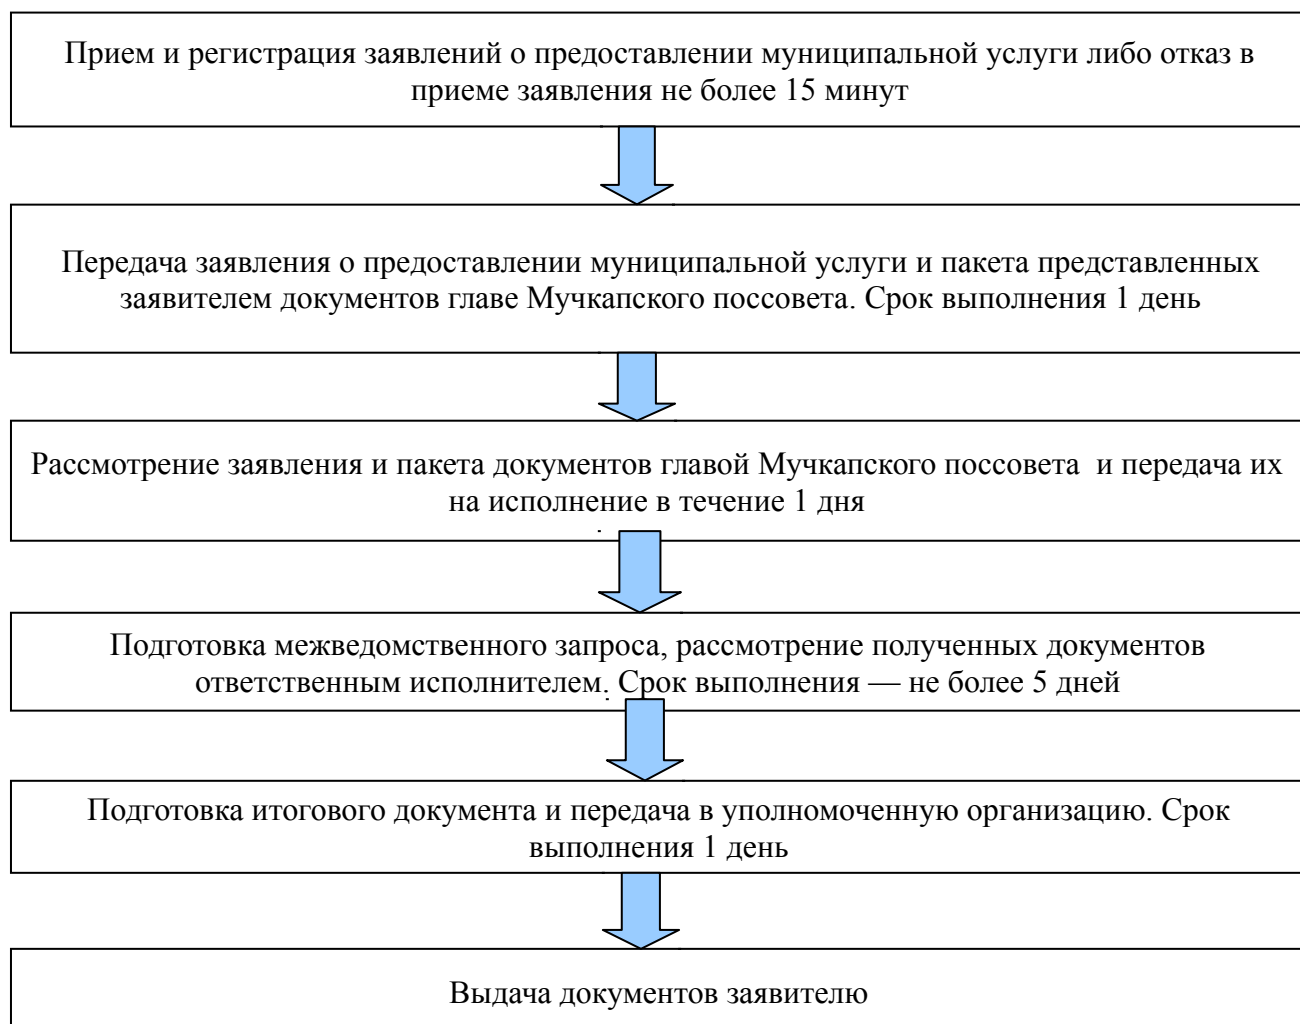 Прием и регистрация заявлений о предоставлении муниципальной услуги либо отказ в
приеме заявления не более 15 минут
Передача заявления о предоставлении муниципальной услуги и пакета представленных
заявителем документов главе Мучкапского поссовета. Срок выполнения 1 день
Рассмотрение заявления и пакета документов главой Мучкапского поссовета  и передача их
на исполнение в течение 1 дня
Подготовка межведомственного запроса, рассмотрение полученных документов
ответственным исполнителем. Срок выполнения — не более 5 дней
Подготовка итогового документа и передача в уполномоченную организацию. Срок
выполнения 1 день
Выдача документов заявителю